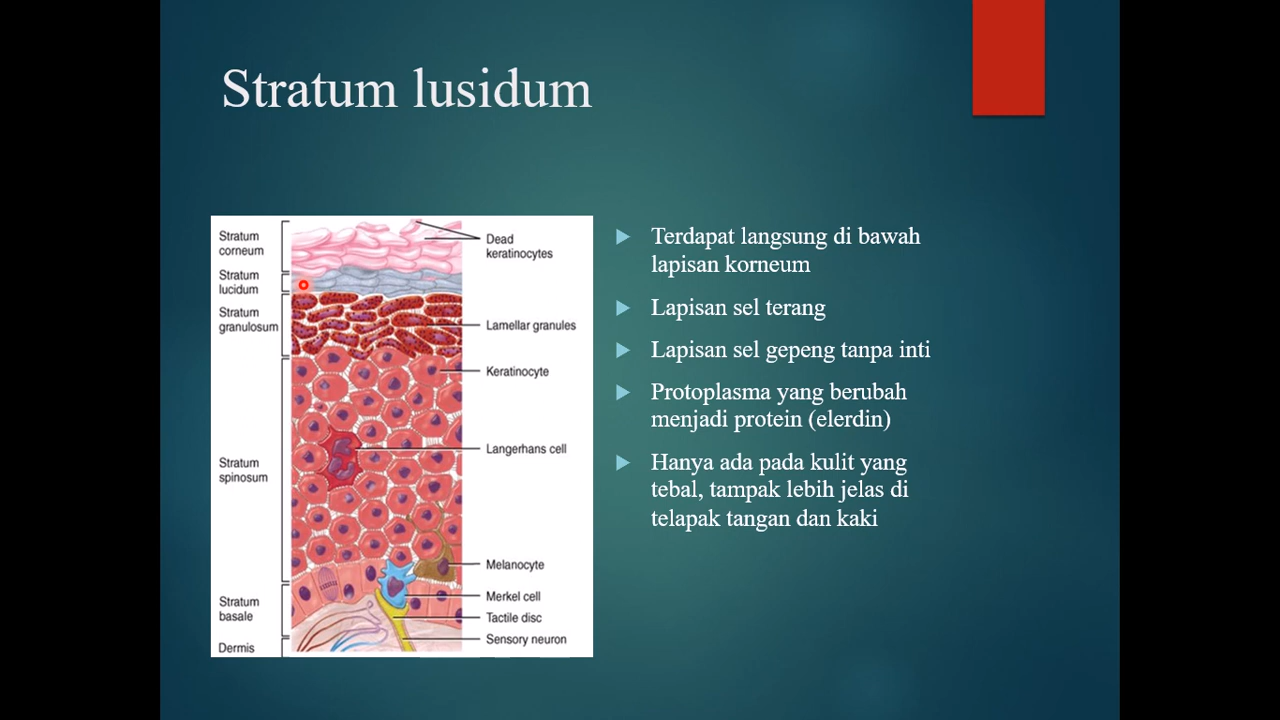 Stratum lusidum
Stratum
corneum
Stratum
lucidum
Stratum
granulosum
Stratum
spinosum
Stratum
basale
Dermis
Dead
keratinocytes
Lamellar granules
Keratinocyte
Langerhans cell
Melanocyte
Merkel cell
Tactile disc
Sensory neuron
Terdapat langsung di bawah
lapisan korneum
Lapisan sel terang
Lapisan sel gepeng tanpa inti
Protoplasma yang berubah
menjadi protein (elerdin)
Hanya ada pada kulit yang
tebal, tampak lebih jelas di
telapak tangan dan kaki